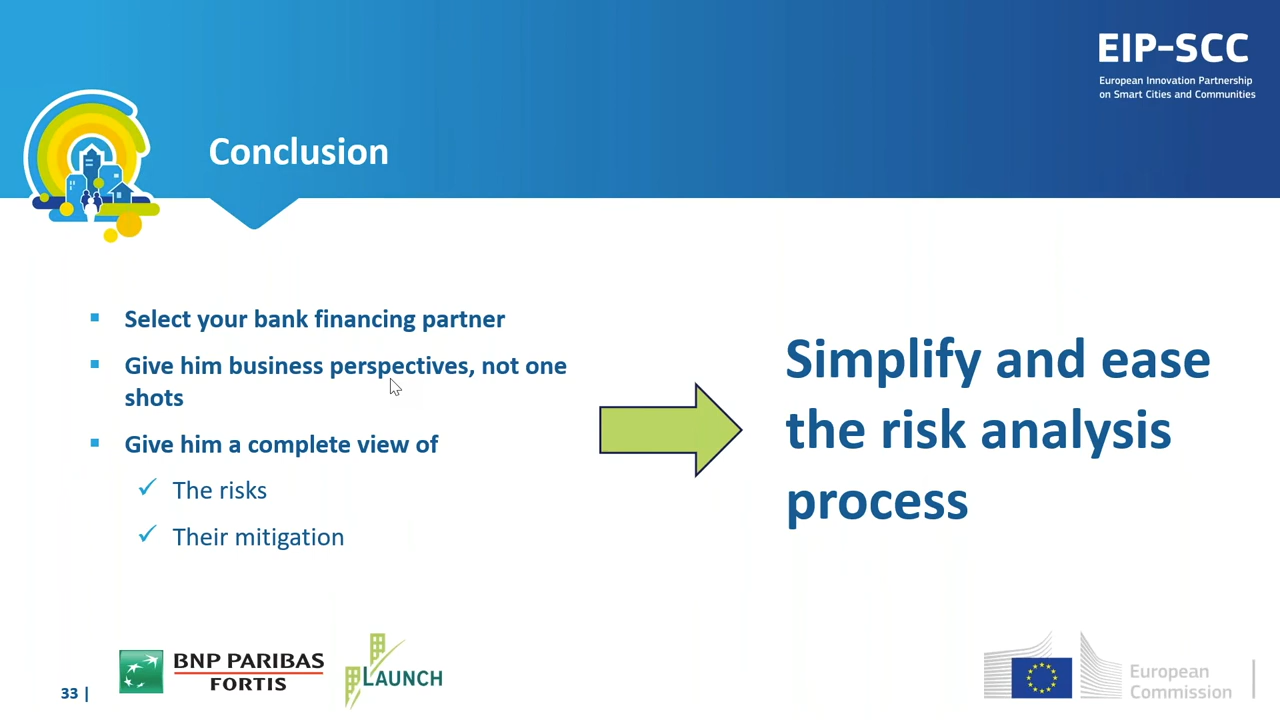 EIP-SCC
European Innovation Partnership
on Smart Cities and Communities
Conclusion
Select your bank financing partner
Give him business perspectives, not one
shots
Give him a complete view of
The risks
Their mitigation
Simplify and ease
the risk analysis
process
33 |
BNP PARIBAS
FORTIS
LAUNCH
European
Commission